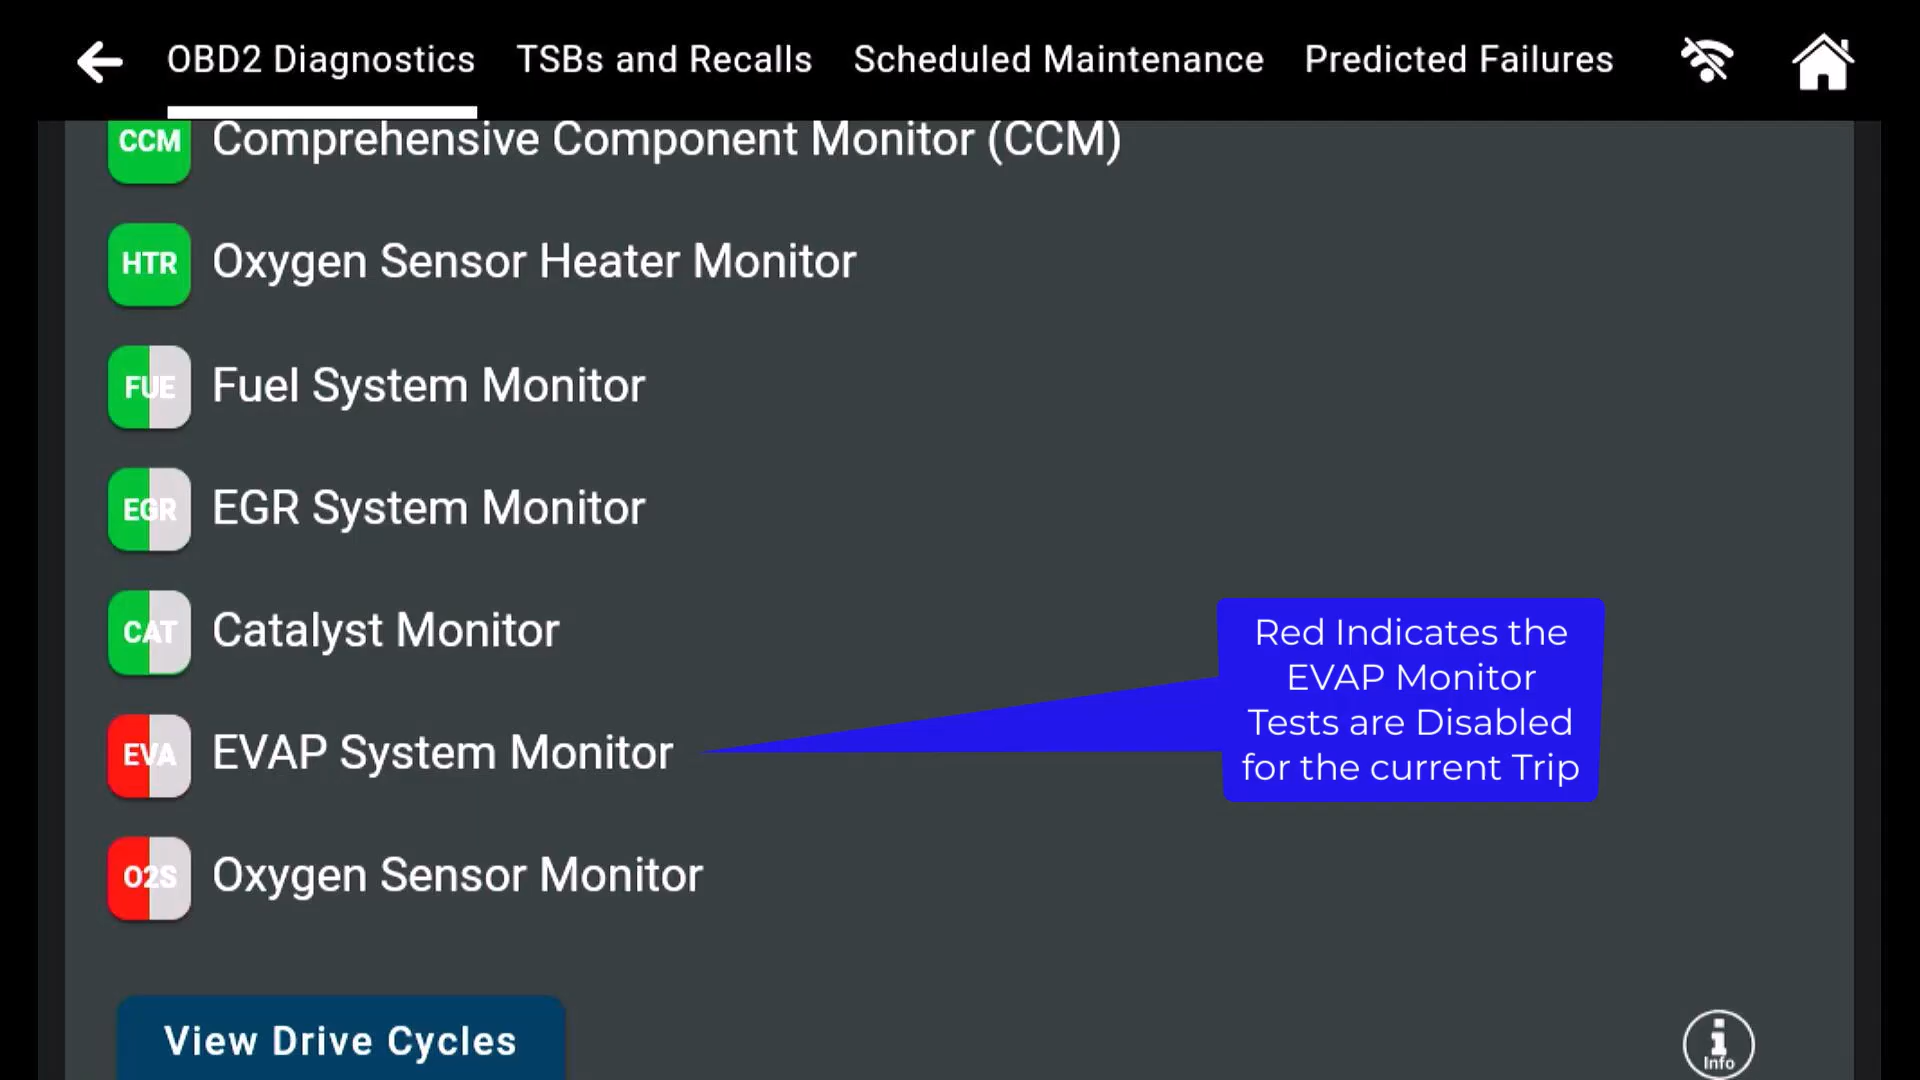 OBD2 Diagnostics TSBs and Recalls Scheduled Maintenance Predicted Failures
CCM Comprehensive Component Monitor (CCM)
HTR Oxygen Sensor Heater Monitor
FUE Fuel System Monitor
EGR EGR System Monitor
CAT Catalyst Monitor
EVA EVAP System Monitor
Red Indicates the
EVAP Monitor
Tests are Disabled
for the current Trip
O2S Oxygen Sensor Monitor
View Drive Cycles
Info